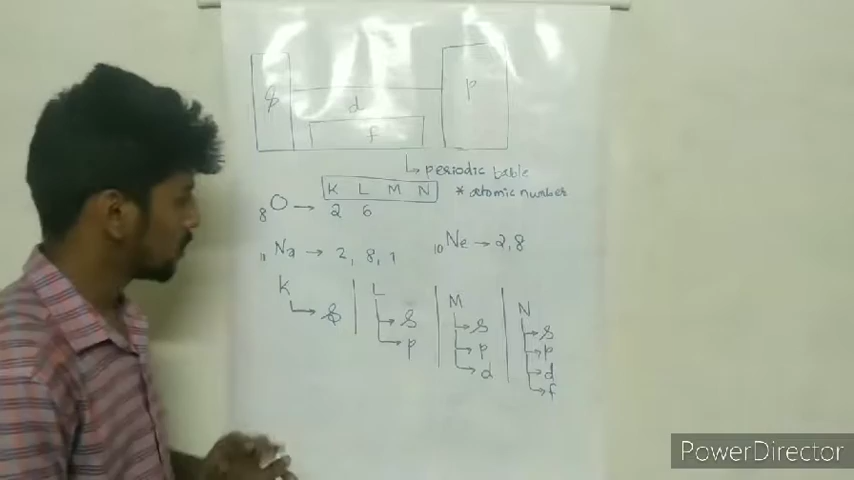 s d p
f
↳ periodic table
K L M N * atomic number
8O → 2 6
11Na → 2, 8, 1 10Ne → 2, 8
K L M N
s s s s
p p p
d d
f
PowerDirector